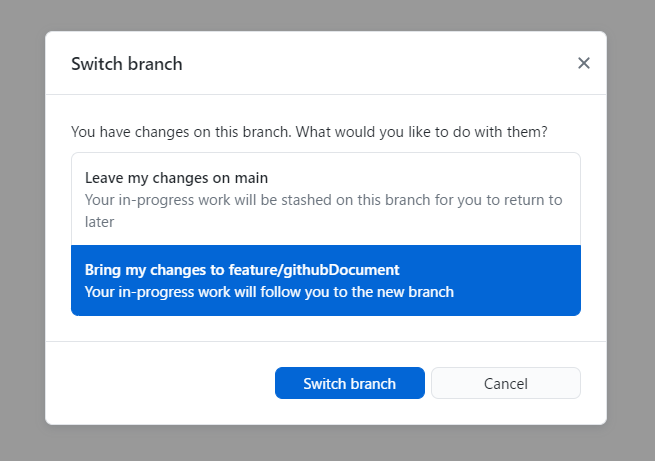 Switch branch
You have changes on this branch. What would you like to do with them?
Leave my changes on main
Your in-progress work will be stashed on this branch for you to return to
later
Bring my changes to feature/githubDocument
Your in-progress work will follow you to the new branch
Switch branch
Cancel